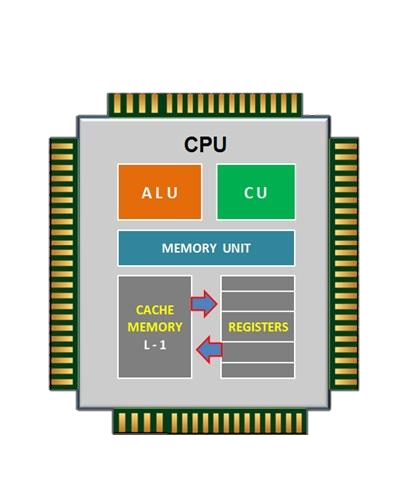 CPU
ALU
CU
MEMORY UNIT
CACHE
MEMORY
L - 1
REGISTERS